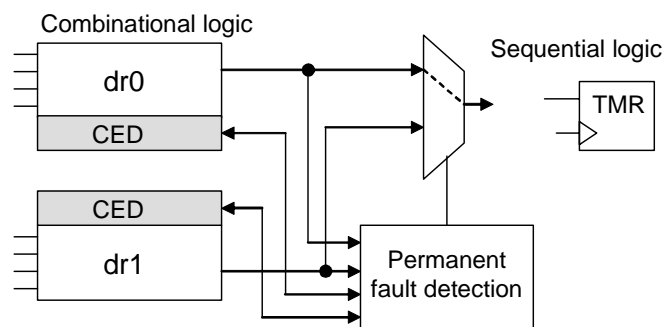 Combinational logic
Sequential logic
dr0
TMR
CED
CED
dr1
Permanent
fault detection